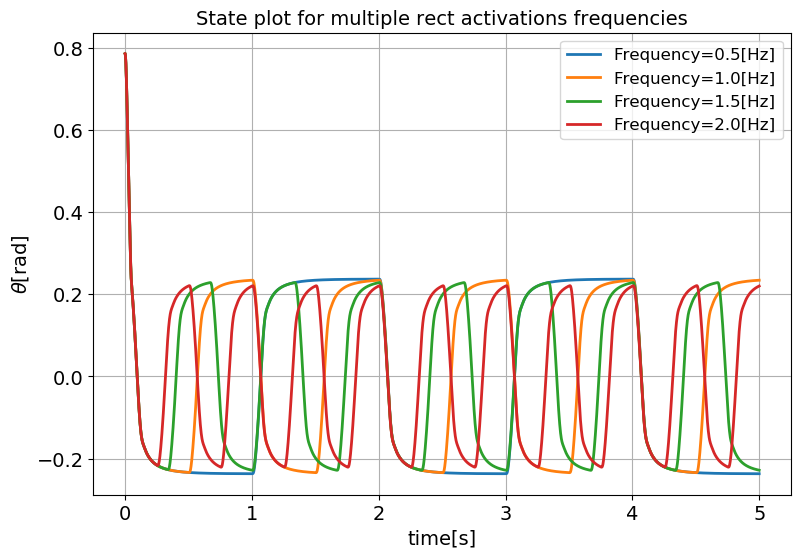 State plot for multiple rect activations frequencies
Frequency=0.5[Hz]
Frequency=1.0[Hz]
Frequency=1.5[Hz]
Frequency=2.0[Hz]
θ[rad]
0.8
0.6
0.4
0.2
0.0
−0.2
0 1 2 3 4 5
time[s]